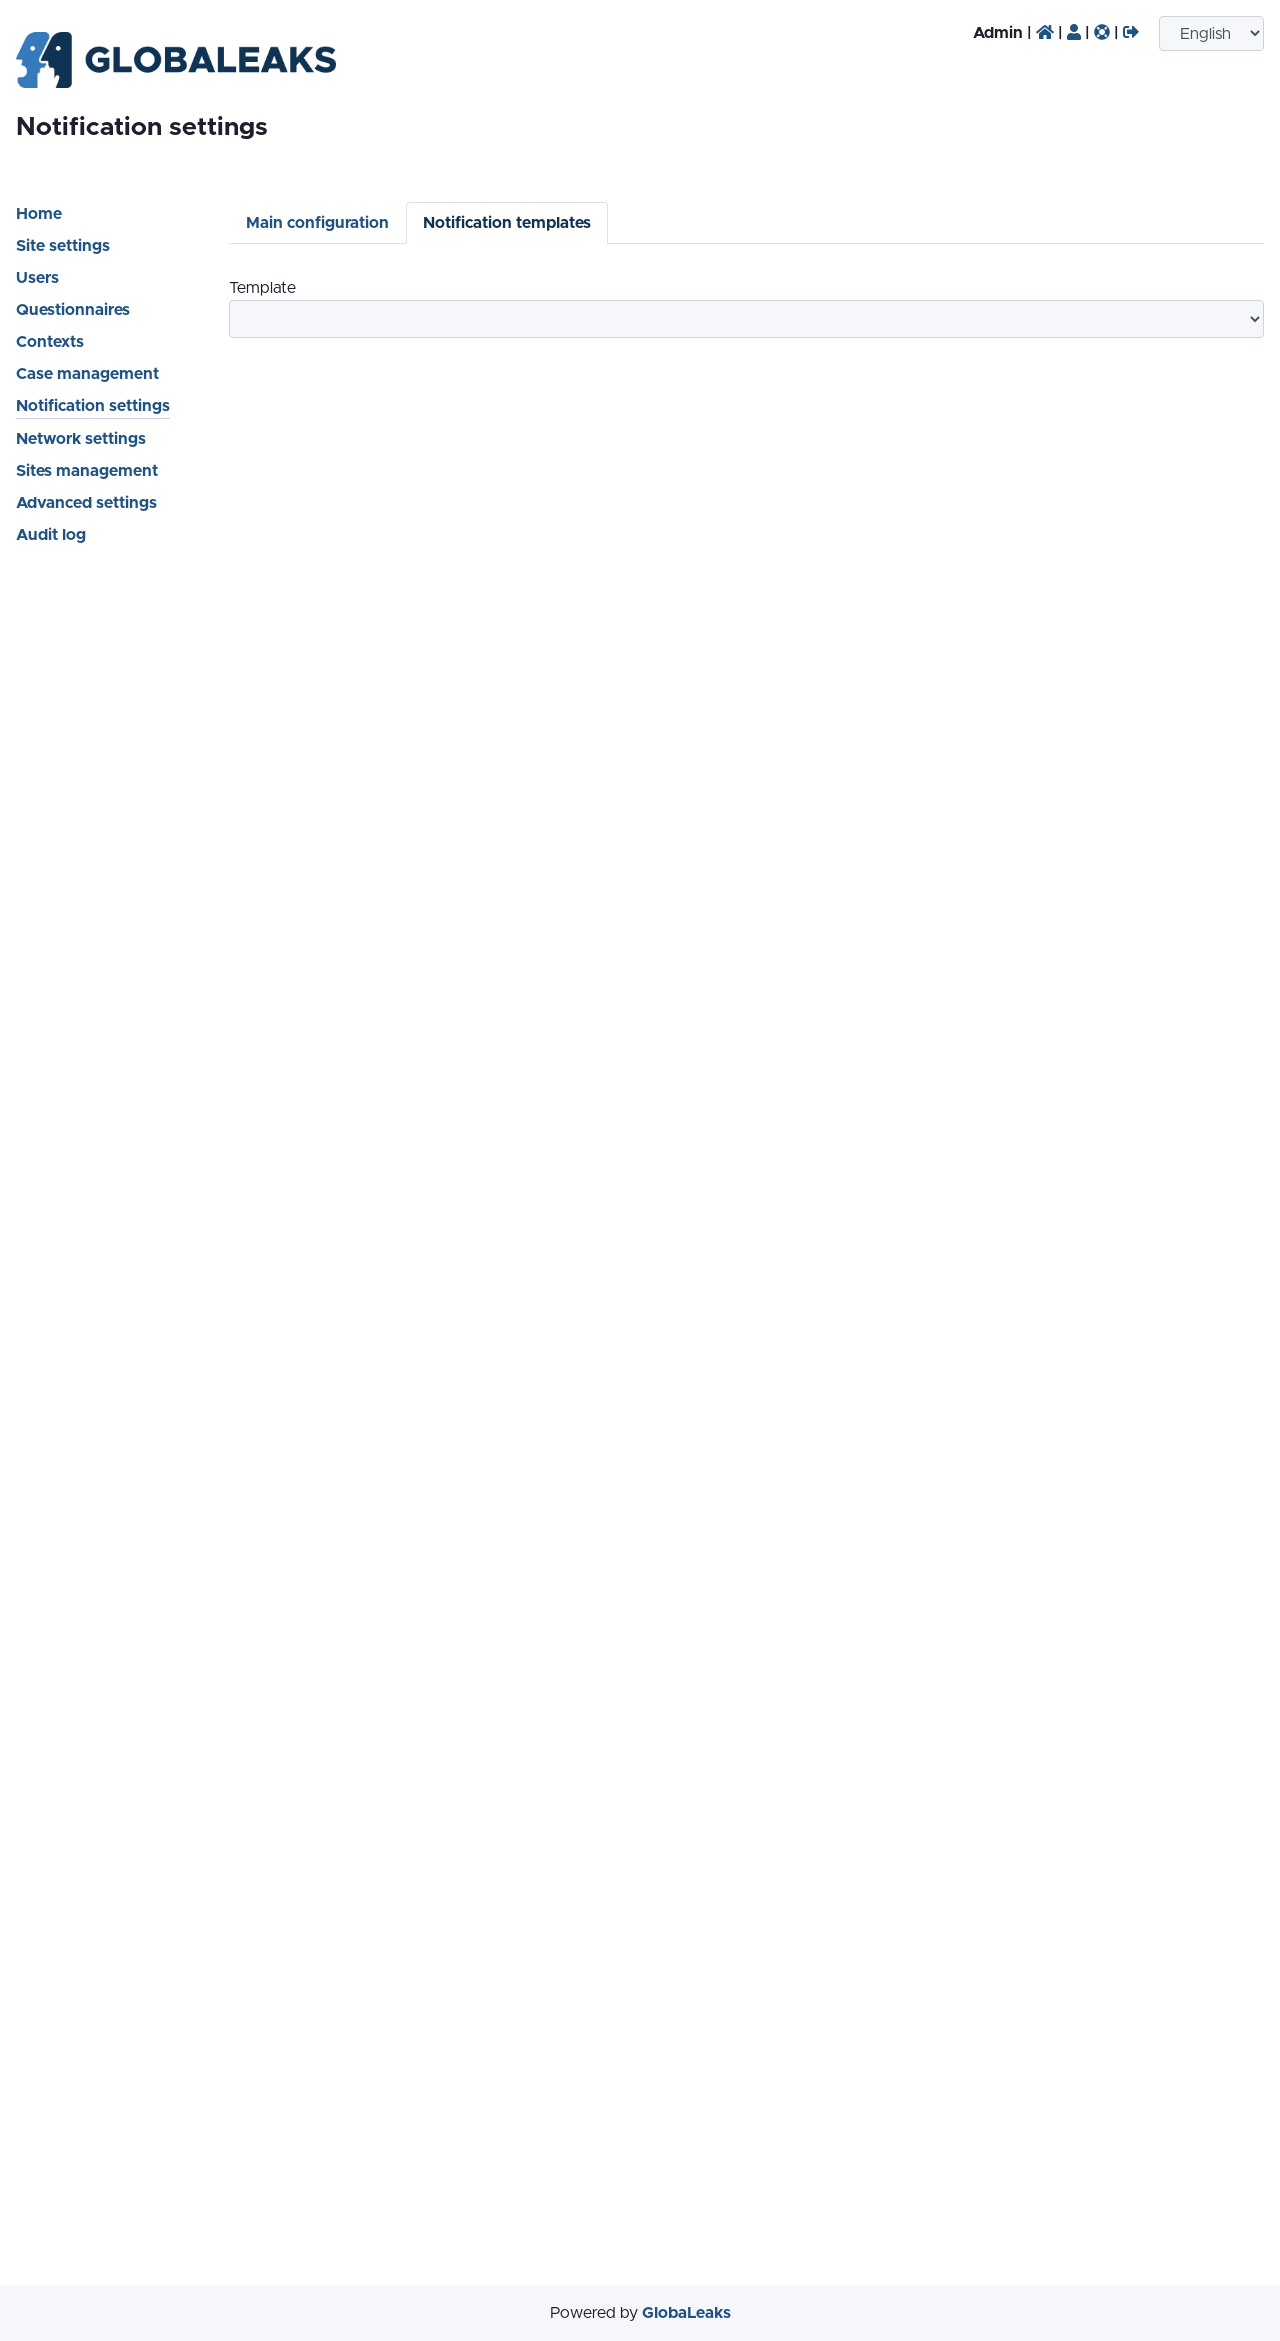 GLOBALEAKS
Admin | | | |
English
Notification settings
Home
Site settings
Users
Questionnaires
Contexts
Case management
Notification settings
Network settings
Sites management
Advanced settings
Audit log
Main configuration
Notification templates
Template
Powered by GlobaLeaks